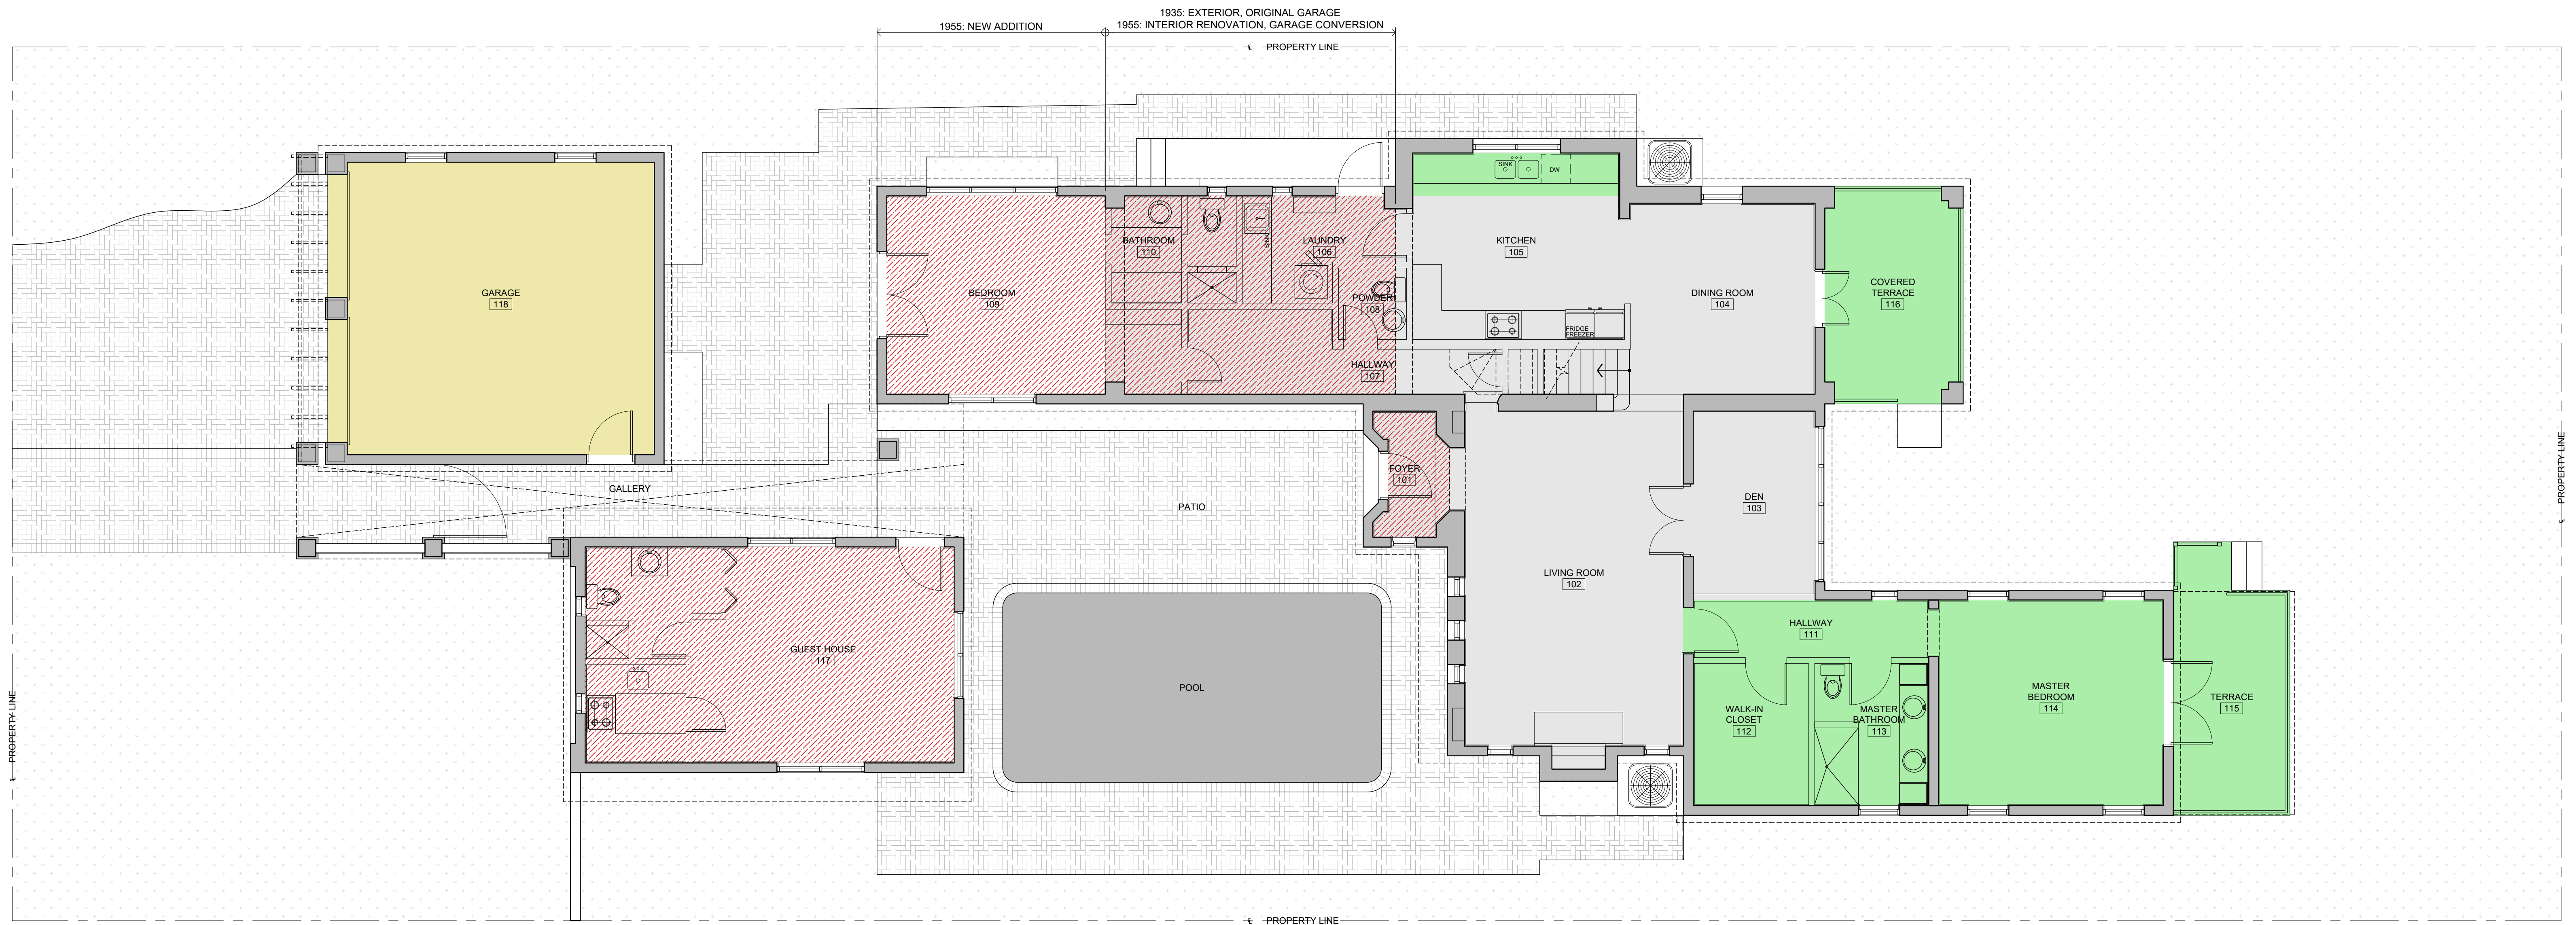 1935: EXTERIOR, ORIGINAL GARAGE
1955: NEW ADDITION
1955: INTERIOR RENOVATION, GARAGE CONVERSION
℄ PROPERTY LINE
SINK
DW
BATHROOM
110
SINK
LAUNDRY
106
KITCHEN
105
GARAGE
118
BEDROOM
109
POWDER
108
DINING ROOM
104
COVERED
TERRACE
116
FRIDGE
FREEZER
HALLWAY
107
FOYER
101
GALLERY
PATIO
DEN
103
℄ PROPERTY LINE
LIVING ROOM
102
HALLWAY
111
GUEST HOUSE
117
POOL
MASTER
BEDROOM
114
TERRACE
115
WALK-IN
CLOSET
112
MASTER
BATHROOM
113
℄ PROPERTY LINE
℄ PROPERTY LINE